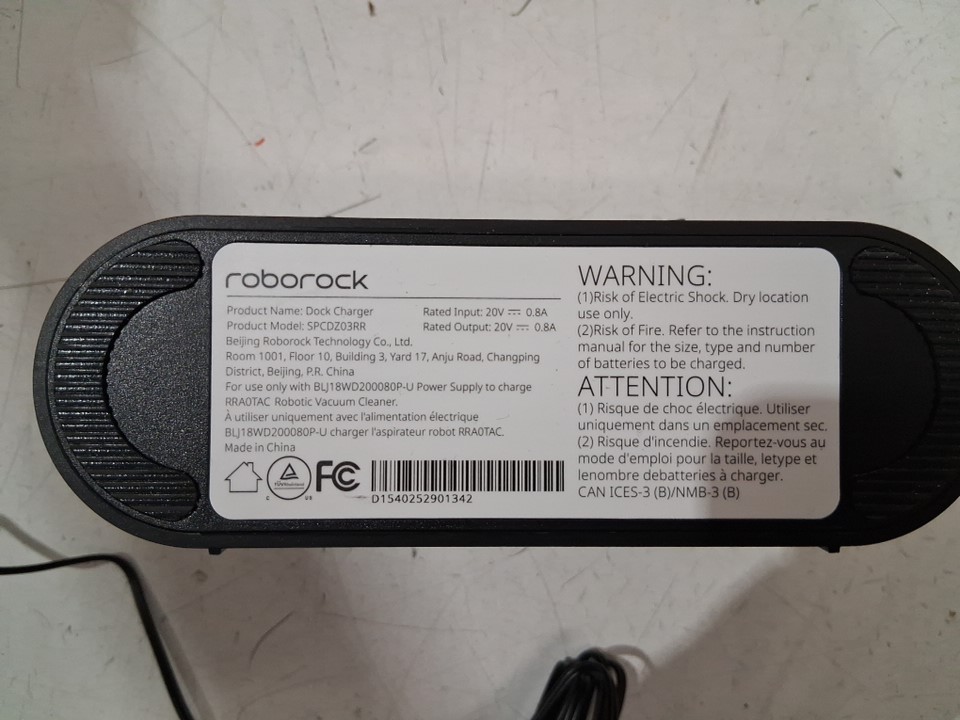 roborock
Product Name: Dock Charger
Rated Input: 20V ⎓ 0.8A
Product Model: SPCDZ03RR
Rated Output: 20V ⎓ 0.8A
Beijing Roborock Technology Co., Ltd.
Room 1001, Floor 10, Building 3, Yard 17, Anju Road, Changping
District, Beijing, P.R. China
For use only with BLJ18WD200080P-U Power Supply to charge
RRA0TAC Robotic Vacuum Cleaner.
À utiliser uniquement avec l'alimentation électrique
BLJ18WD200080P-U charger l'aspirateur robot RRA0TAC.
Made in China
TÜVRheinland
C US
FC
D1540252901342
WARNING:
(1)Risk of Electric Shock. Dry location
use only.
(2)Risk of Fire. Refer to the instruction
manual for the size, type and number
of batteries to be charged.
ATTENTION:
(1) Risque de choc électrique. Utiliser
uniquement dans un emplacement sec.
(2) Risque d'incendie. Reportez-vous au
mode d'emploi pour la taille, letype et
lenombre debatteries à charger.
CAN ICES-3 (B)/NMB-3 (B)